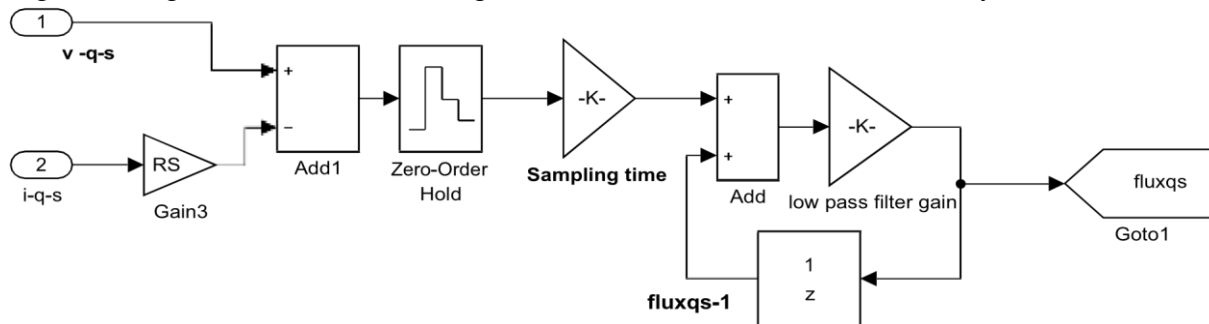 1
v -q-s
+
−
Add1
2
i-q-s
RS
Gain3
Zero-Order
Hold
-K-
Sampling time
+
+
Add
-K-
low pass filter gain
1
z
fluxqs-1
fluxqs
Goto1